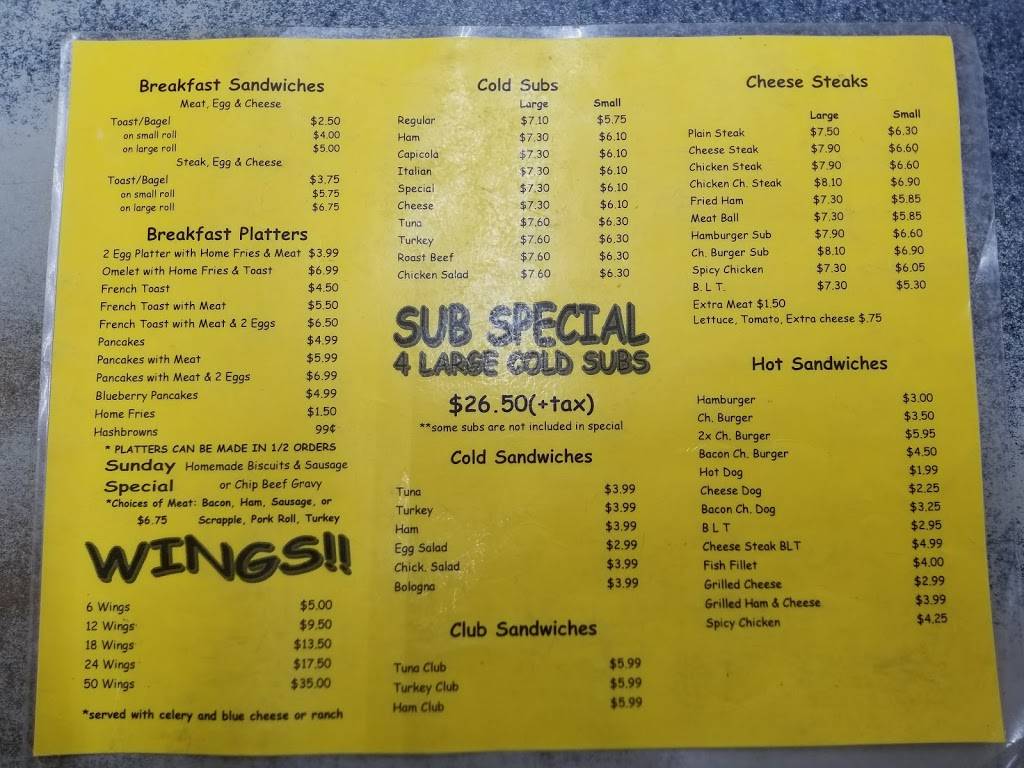 Breakfast Sandwiches
Meat, Egg & Cheese
Toast/Bagel $2.50
on small roll $4.00
on large roll $5.00
Steak, Egg & Cheese
Toast/Bagel $3.75
on small roll $5.75
on large roll $6.75
Breakfast Platters
2 Egg Platter with Home Fries & Meat $3.99
Omelet with Home Fries & Toast $6.99
French Toast $4.50
French Toast with Meat $5.50
French Toast with Meat & 2 Eggs $6.50
Pancakes $4.99
Pancakes with Meat $5.99
Pancakes with Meat & 2 Eggs $6.99
Blueberry Pancakes $4.99
Home Fries $1.50
Hashbrowns 99¢
* PLATTERS CAN BE MADE IN 1/2 ORDERS
Sunday Homemade Biscuits & Sausage
Special or Chip Beef Gravy
*Choices of Meat: Bacon, Ham, Sausage, or
$6.75 Scrapple, Pork Roll, Turkey
WINGS!!
6 Wings $5.00
12 Wings $9.50
18 Wings $13.50
24 Wings $17.50
50 Wings $35.00
*served with celery and blue cheese or ranch
Cold Subs
Large Small
Regular $7.10 $5.75
Ham $7.30 $6.10
Capicola $7.30 $6.10
Italian $7.30 $6.10
Special $7.30 $6.10
Cheese $7.30 $6.10
Tuna $7.60 $6.30
Turkey $7.60 $6.30
Roast Beef $7.60 $6.30
Chicken Salad $7.60 $6.30
SUB SPECIAL
4 LARGE COLD SUBS
$26.50(+tax)
**some subs are not included in special
Cold Sandwiches
Tuna $3.99
Turkey $3.99
Ham $3.99
Egg Salad $2.99
Chick. Salad $3.99
Bologna $3.99
Club Sandwiches
Tuna Club $5.99
Turkey Club $5.99
Ham Club $5.99
Cheese Steaks
Large Small
Plain Steak $7.50 $6.30
Cheese Steak $7.90 $6.60
Chicken Steak $7.90 $6.60
Chicken Ch. Steak $8.10 $6.90
Fried Ham $7.30 $5.85
Meat Ball $7.30 $5.85
Hamburger Sub $7.90 $6.60
Ch. Burger Sub $8.10 $6.90
Spicy Chicken $7.30 $6.05
B. L. T. $7.30 $5.30
Extra Meat $1.50
Lettuce, Tomato, Extra cheese $.75
Hot Sandwiches
Hamburger $3.00
Ch. Burger $3.50
2x Ch. Burger $5.95
Bacon Ch. Burger $4.50
Hot Dog $1.99
Cheese Dog $2.25
Bacon Ch. Dog $3.25
B L T $2.95
Cheese Steak BLT $4.99
Fish Fillet $4.00
Grilled Cheese $2.99
Grilled Ham & Cheese $3.99
Spicy Chicken $4.25